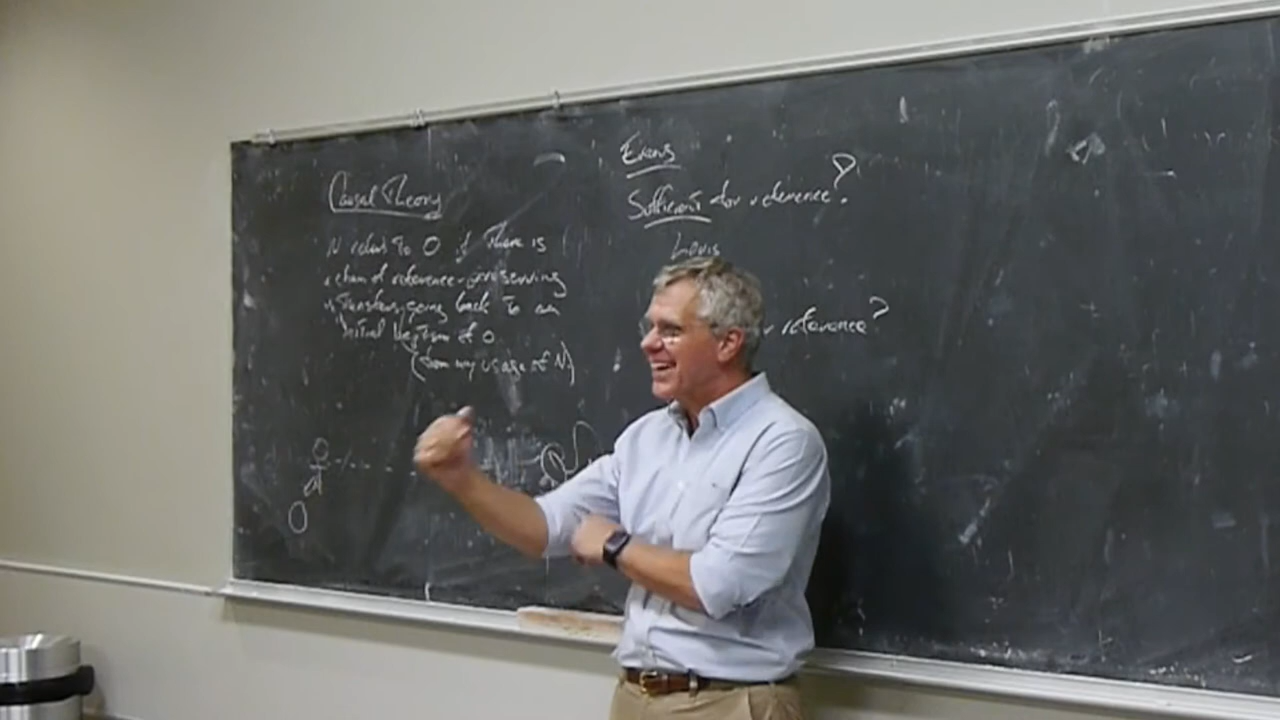 Causal Theory
N refers to O if there is
a chain of reference-preserving
transfers going back to an
initial baptism of O
(from my usage of N)
Evans
Sufficient for reference?
Louis
reference?